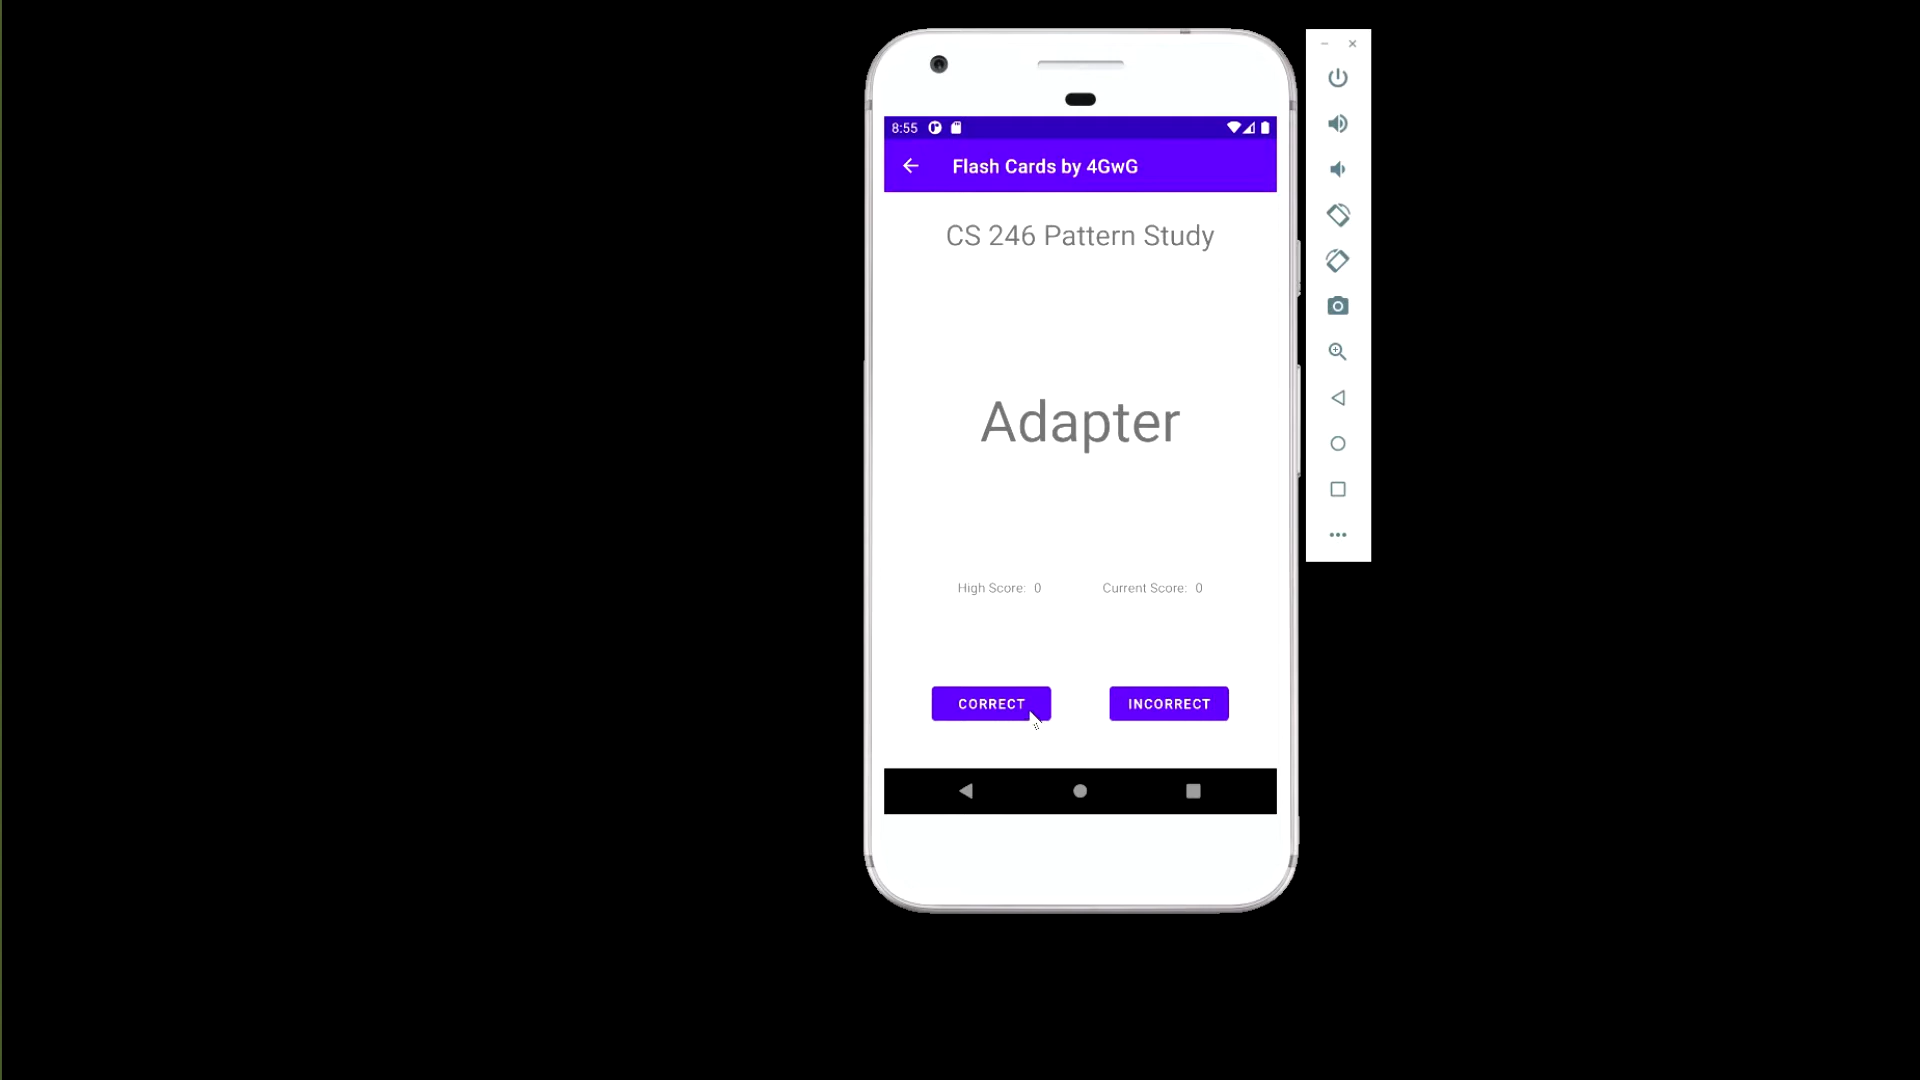 8:55
Flash Cards by 4GwG
CS 246 Pattern Study
Adapter
High Score: 0 Current Score: 0
CORRECT INCORRECT